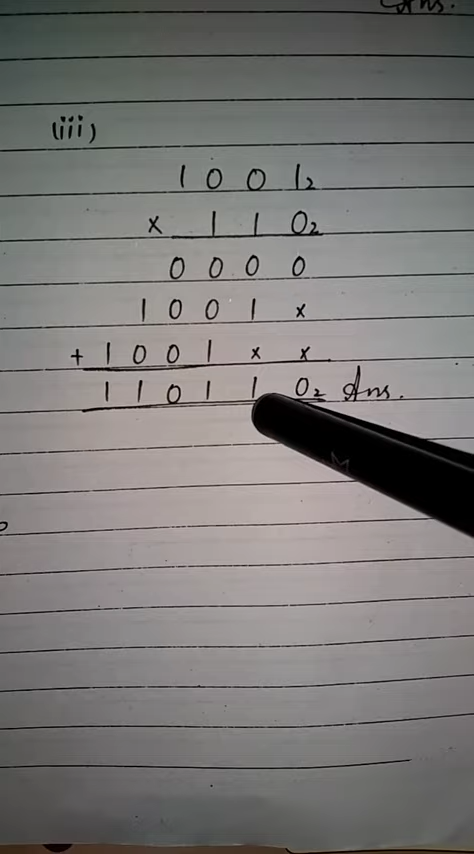 Ans.
(iii)
1 0 0 1₂
× 1 1 0₂
0 0 0 0
1 0 0 1 ×
+ 1 0 0 1 × ×
1 1 0 1 1 0₂ Ans.